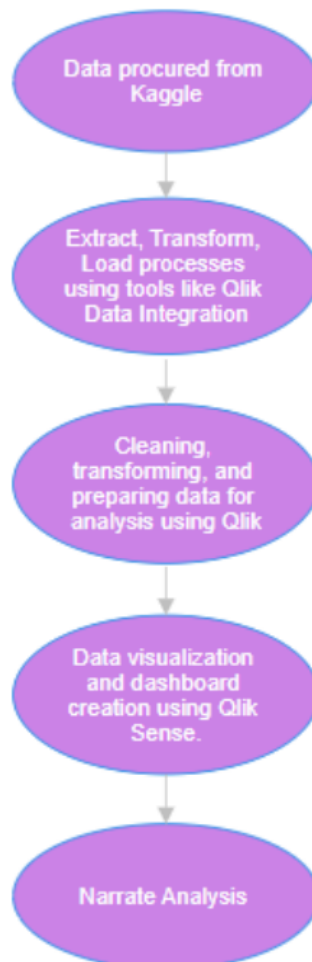 Data procured from
Kaggle
Extract, Transform,
Load processes
using tools like Qlik
Data Integration
Cleaning,
transforming, and
preparing data for
analysis using Qlik
Data visualization
and dashboard
creation using Qlik
Sense.
Narrate Analysis